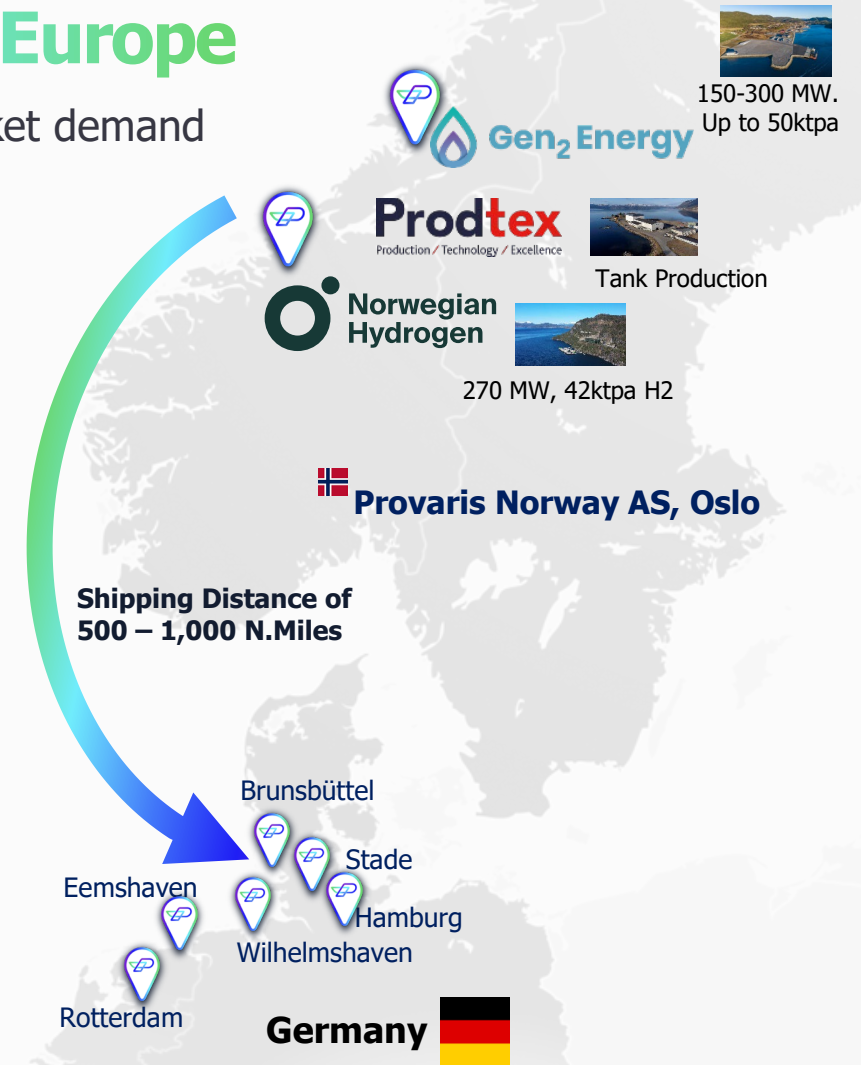 Europe
ket demand
150-300 MW.
Up to 50ktpa
Gen₂ Energy
Prodtex
Production / Technology / Excellence
Tank Production
Norwegian
Hydrogen
270 MW, 42ktpa H2
Provaris Norway AS, Oslo
Shipping Distance of
500 – 1,000 N.Miles
Brunsbüttel
Stade
Eemshaven
Hamburg
Wilhelmshaven
Rotterdam
Germany